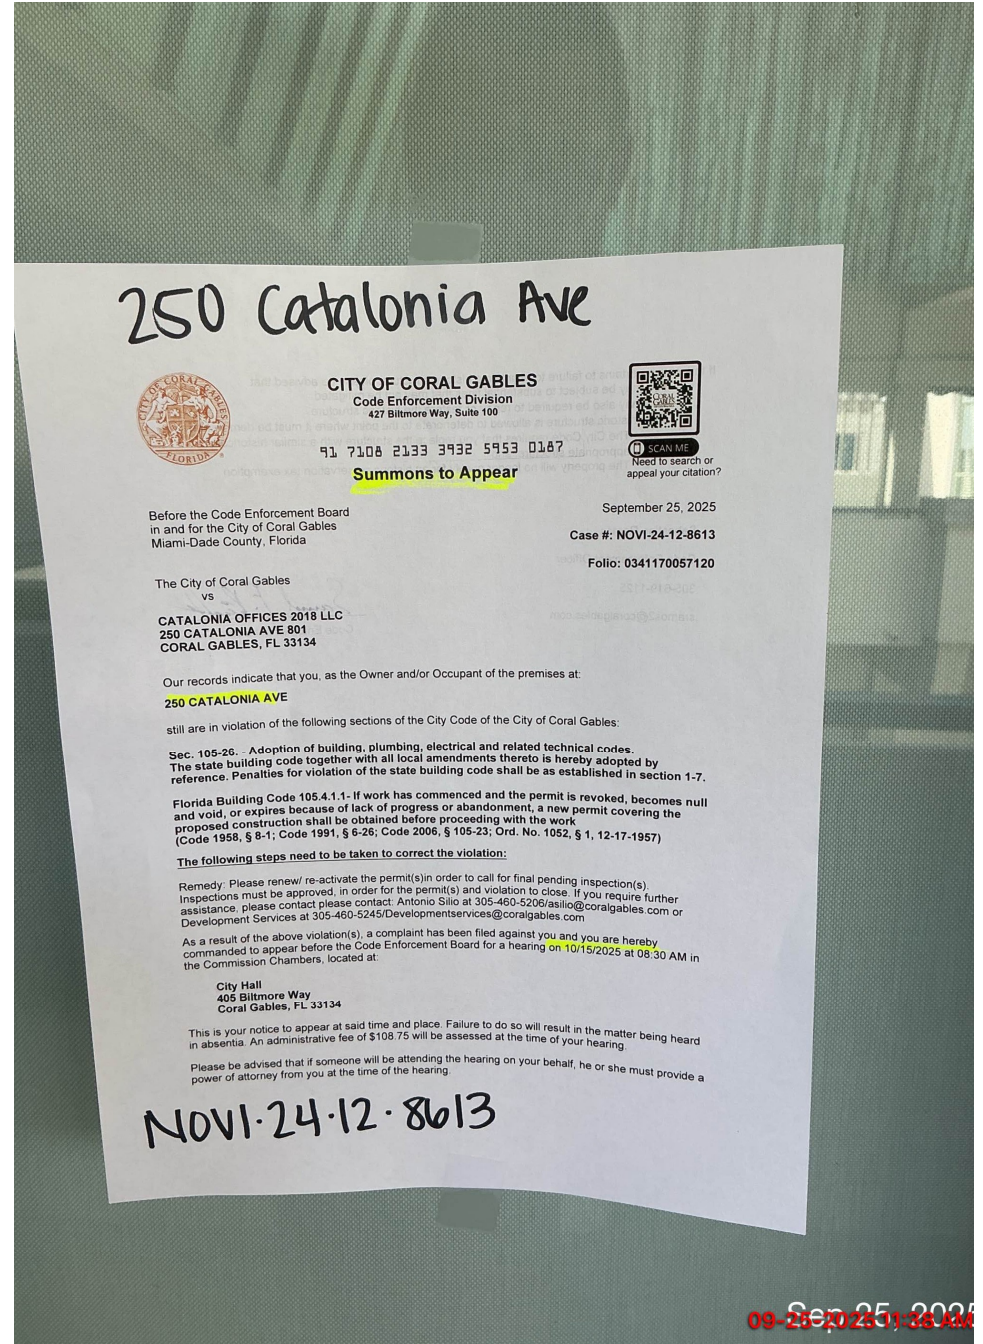 250 Catalonia Ave
CITY OF CORAL GABLES
Code Enforcement Division
427 Biltmore Way, Suite 100
91 7108 2133 3932 5953 0187
Summons to Appear
CITY OF CORAL GABLES
FLORIDA
CORAL GABLES
SCAN ME
Need to search or
appeal your citation?
Before the Code Enforcement Board
in and for the City of Coral Gables
Miami-Dade County, Florida
September 25, 2025
Case #: NOVI-24-12-8613
Folio: 0341170057120
The City of Coral Gables
vs
CATALONIA OFFICES 2018 LLC
250 CATALONIA AVE 801
CORAL GABLES, FL 33134
Our records indicate that you, as the Owner and/or Occupant of the premises at:
250 CATALONIA AVE
still are in violation of the following sections of the City Code of the City of Coral Gables:
Sec. 105-26. - Adoption of building, plumbing, electrical and related technical codes.
The state building code together with all local amendments thereto is hereby adopted by
reference. Penalties for violation of the state building code shall be as established in section 1-7.
Florida Building Code 105.4.1.1- If work has commenced and the permit is revoked, becomes null
and void, or expires because of lack of progress or abandonment, a new permit covering the
proposed construction shall be obtained before proceeding with the work
(Code 1958, § 8-1; Code 1991, § 6-26; Code 2006, § 105-23; Ord. No. 1052, § 1, 12-17-1957)
The following steps need to be taken to correct the violation:
Remedy: Please renew/ re-activate the permit(s)in order to call for final pending inspection(s).
Inspections must be approved, in order for the permit(s) and violation to close. If you require further
assistance, please contact please contact: Antonio Silio at 305-460-5206/asilio@coralgables.com or
Development Services at 305-460-5245/Developmentservices@coralgables.com
As a result of the above violation(s), a complaint has been filed against you and you are hereby
commanded to appear before the Code Enforcement Board for a hearing on 10/15/2025 at 08:30 AM in
the Commission Chambers, located at:
City Hall
405 Biltmore Way
Coral Gables, FL 33134
This is your notice to appear at said time and place. Failure to do so will result in the matter being heard
in absentia. An administrative fee of $108.75 will be assessed at the time of your hearing.
Please be advised that if someone will be attending the hearing on your behalf, he or she must provide a
power of attorney from you at the time of the hearing.
NOVI-24-12-8613
Sep 25, 2025
09-25-2025 11:38 AM